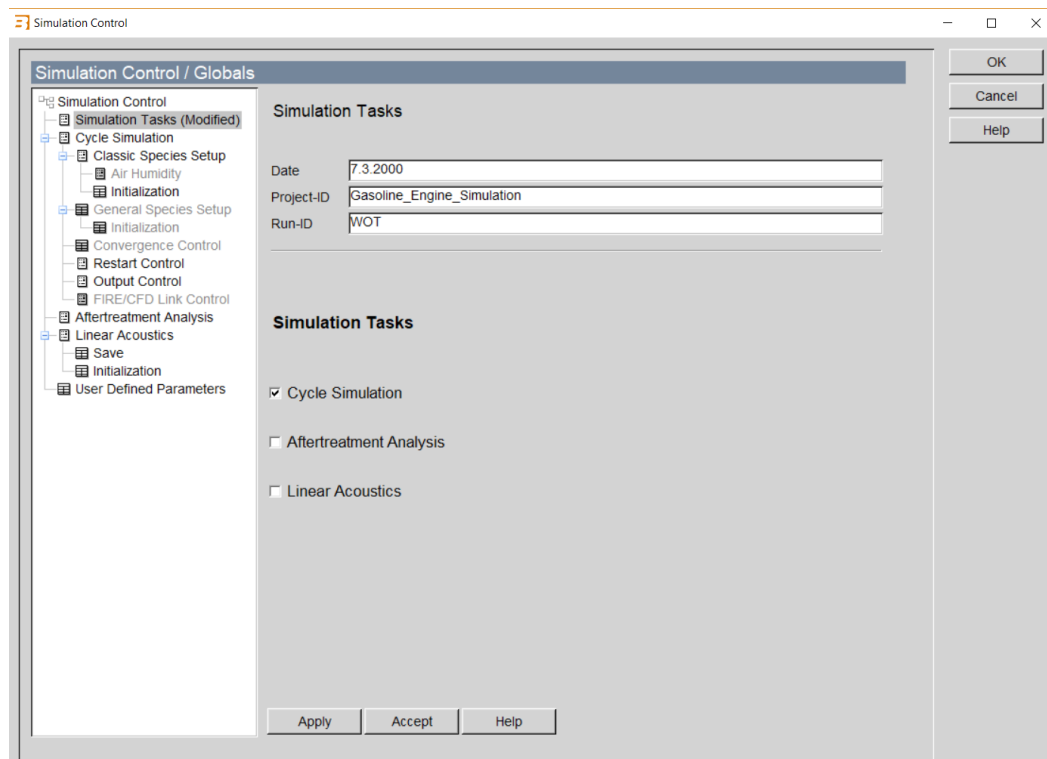 Simulation Control
OK
Cancel
Help
Simulation Control / Globals
Simulation Control
Simulation Tasks (Modified)
Cycle Simulation
Classic Species Setup
Air Humidity
Initialization
General Species Setup
Initialization
Convergence Control
Restart Control
Output Control
FIRE/CFD Link Control
Aftertreatment Analysis
Linear Acoustics
Save
Initialization
User Defined Parameters
Simulation Tasks
Date 7.3.2000
Project-ID Gasoline_Engine_Simulation
Run-ID WOT
Simulation Tasks
Cycle Simulation
Aftertreatment Analysis
Linear Acoustics
Apply Accept Help